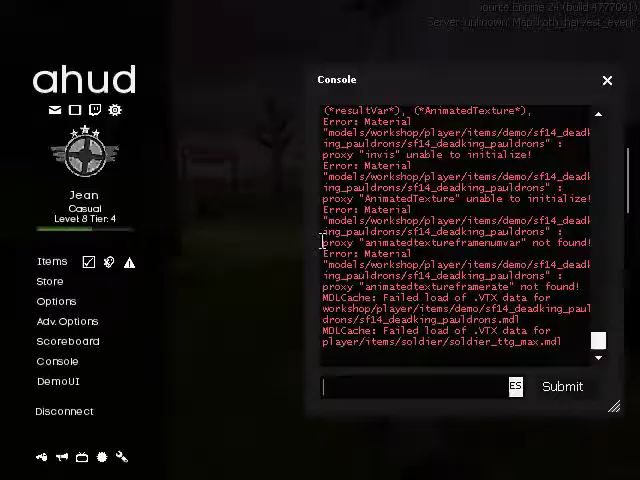 Source Engine 24 (build 4777091)
ahud
Console
Jean
Casual
Level: 8 Tier: 4
Items
Store
Options
Adv. Options
Scoreboard
Console
DemoUI
Disconnect
(*resultVar*), (*AnimatedTexture*),
Error: Material
"models/workshop/player/items/demo/sf14_deadk
ing_pauldrons/sf14_deadking_pauldrons" :
proxy "invis" unable to initialize!
Error: Material
"models/workshop/player/items/demo/sf14_deadk
ing_pauldrons/sf14_deadking_pauldrons" :
proxy "AnimatedTexture" unable to initialize!
Error: Material
"models/workshop/player/items/demo/sf14_deadk
ing_pauldrons/sf14_deadking_pauldrons" :
proxy "animatedtextureframenumvar" not found!
Error: Material
"models/workshop/player/items/demo/sf14_deadk
ing_pauldrons/sf14_deadking_pauldrons" :
proxy "animatedtextureframerate" not found!
MDLCache: Failed load of .VTX data for
workshop/player/items/demo/sf14_deadking_paul
drons/sf14_deadking_pauldrons.mdl
MDLCache: Failed load of .VTX data for
player/items/soldier/soldier_ttg_max.mdl
ES
Submit